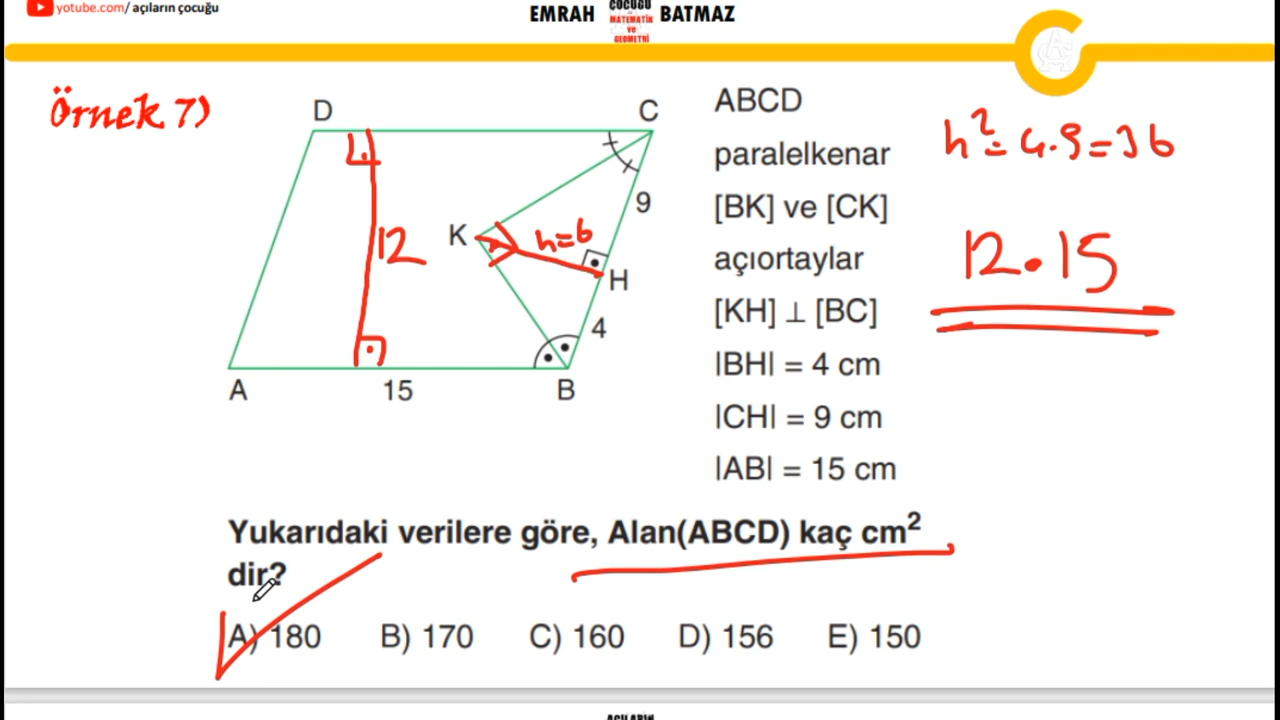 yotube.com/ açıların çocuğu
EMRAH
ÇOCUĞU
MATEMATİK
ve
GEOMETRİ
BATMAZ
Örnek 7)
D
C
ABCD
h² = 4.9 = 36
paralelkenar
9
[BK] ve [CK]
K
h=6
12
12.15
açıortaylar
H
[KH] ⊥ [BC]
4
|BH| = 4 cm
A
15
B
|CH| = 9 cm
|AB| = 15 cm
Yukarıdaki verilere göre, Alan(ABCD) kaç cm²
dir?
A) 180 B) 170 C) 160 D) 156 E) 150
AÇILARIN